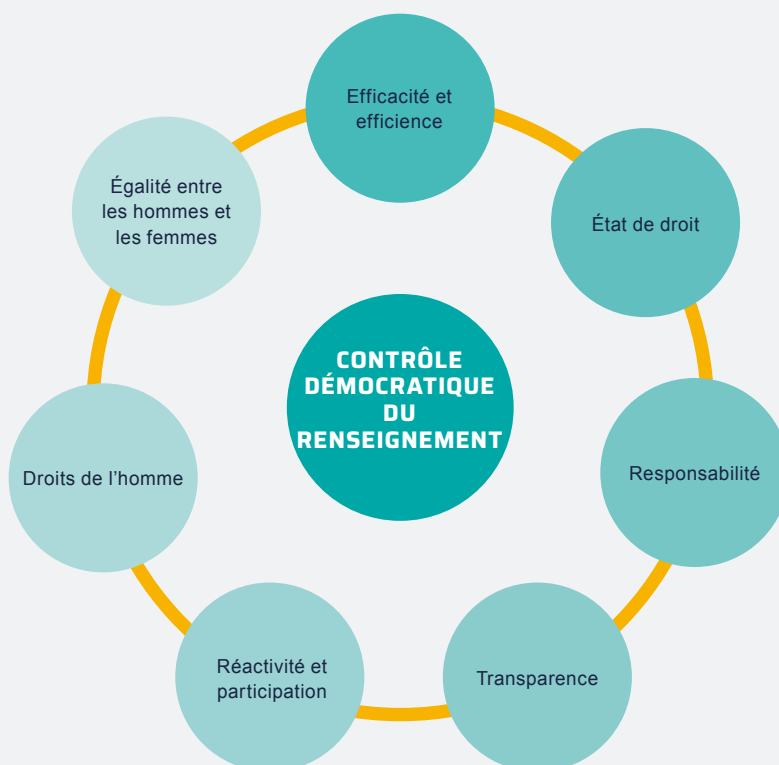 Efficacité et
efficience
État de droit
Responsabilité
Transparence
Réactivité et
participation
Droits de l’homme
Égalité entre
les hommes et
les femmes
CONTRÔLE
DÉMOCRATIQUE
DU
RENSEIGNEMENT